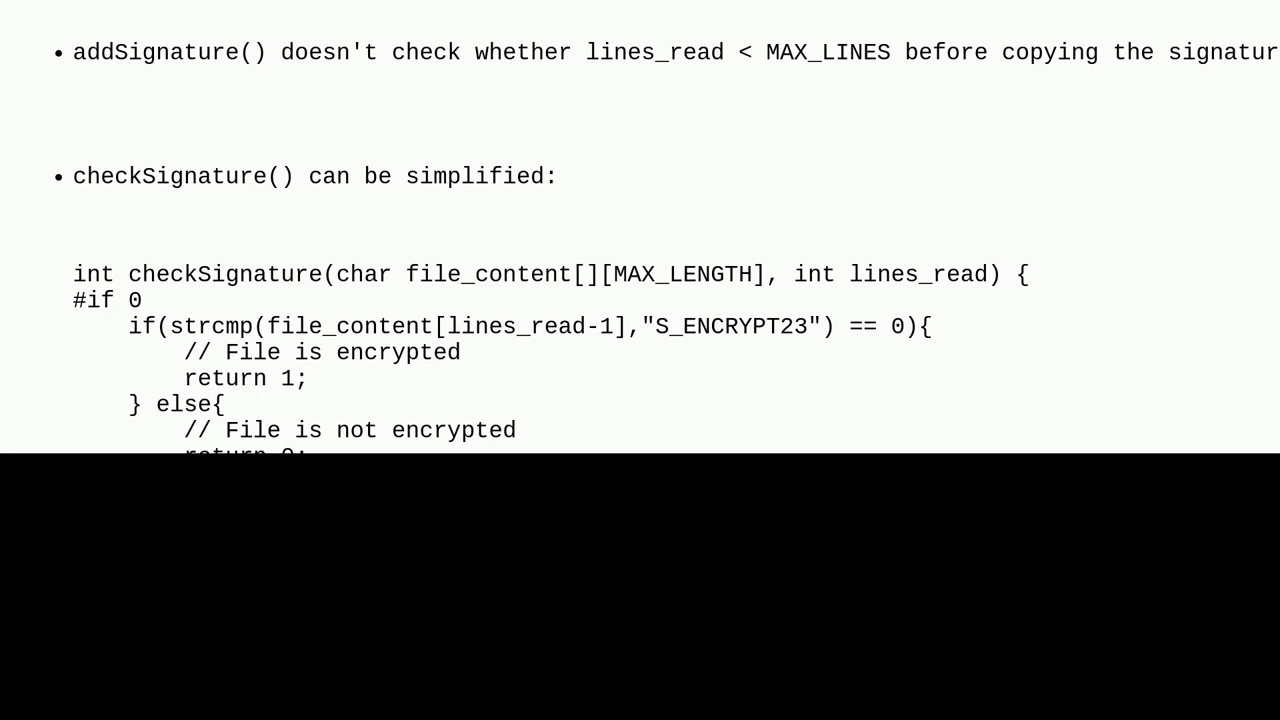 • addSignature() doesn't check whether lines_read < MAX_LINES before copying the signatur
• checkSignature() can be simplified:
int checkSignature(char file_content[][MAX_LENGTH], int lines_read) {
#if 0
    if(strcmp(file_content[lines_read-1],"S_ENCRYPT23") == 0){
        // File is encrypted
        return 1;
    } else{
        // File is not encrypted
        return 0;